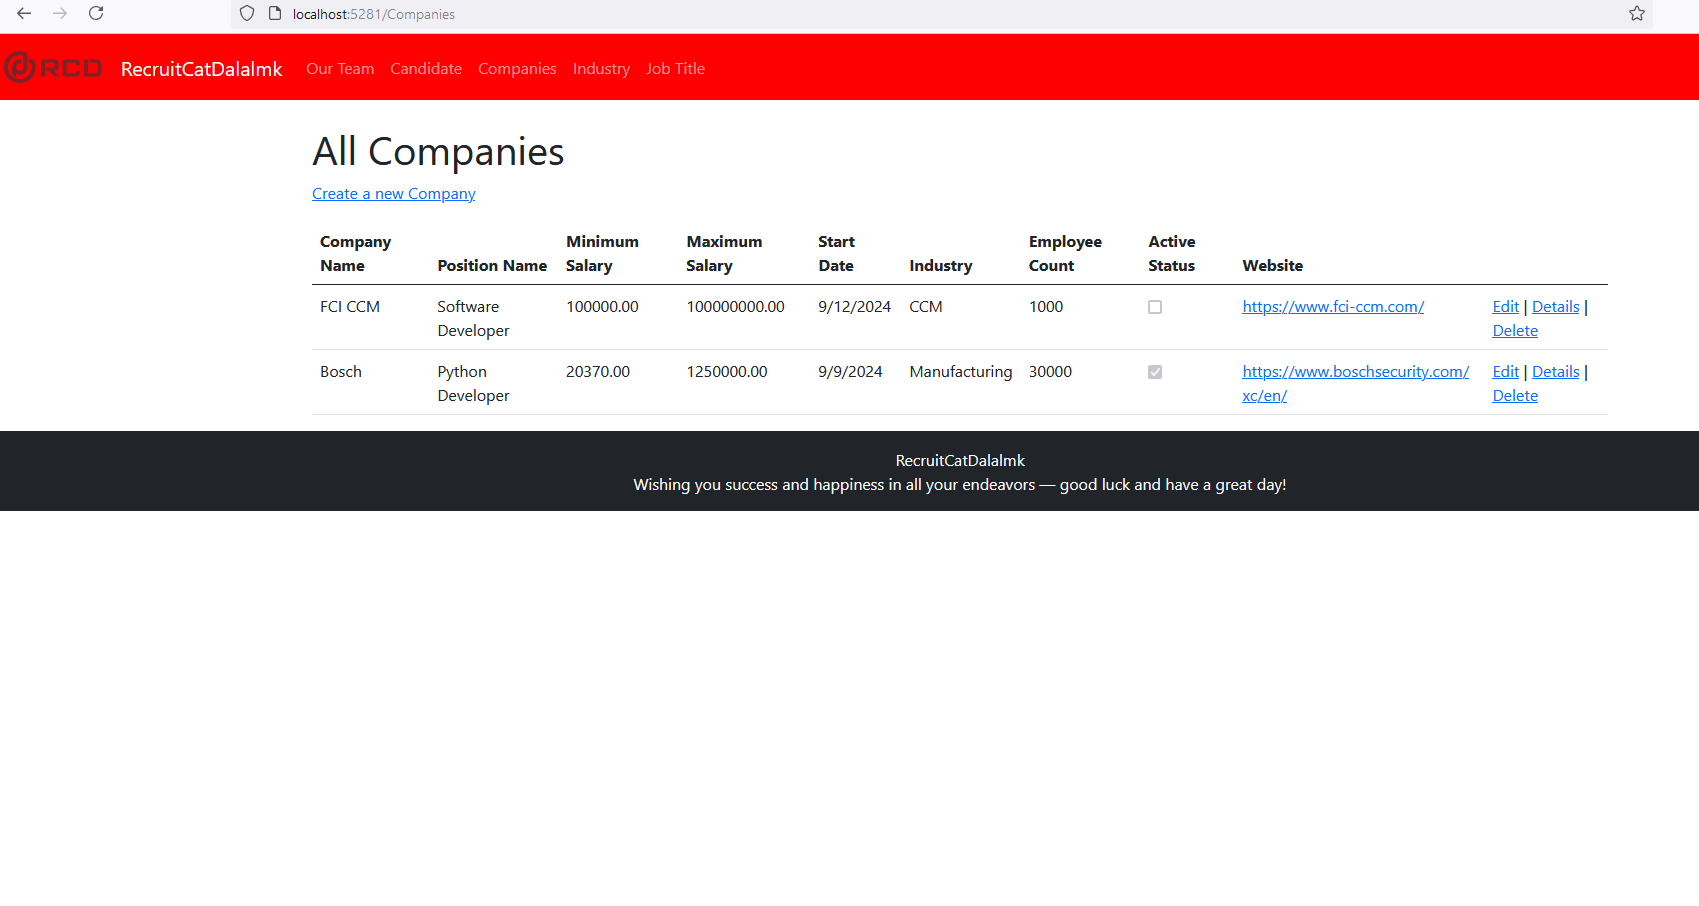 localhost:5281/Companies
RCD RecruitCatDalalmk Our Team Candidate Companies Industry Job Title
All Companies
Create a new Company
Company Name Position Name Minimum Salary Maximum Salary Start Date Industry Employee Count Active Status Website
FCI CCM Software Developer 100000.00 100000000.00 9/12/2024 CCM 1000 https://www.fci-ccm.com/ Edit | Details | Delete
Bosch Python Developer 20370.00 1250000.00 9/9/2024 Manufacturing 30000 https://www.boschsecurity.com/xc/en/ Edit | Details | Delete
RecruitCatDalalmk
Wishing you success and happiness in all your endeavors — good luck and have a great day!